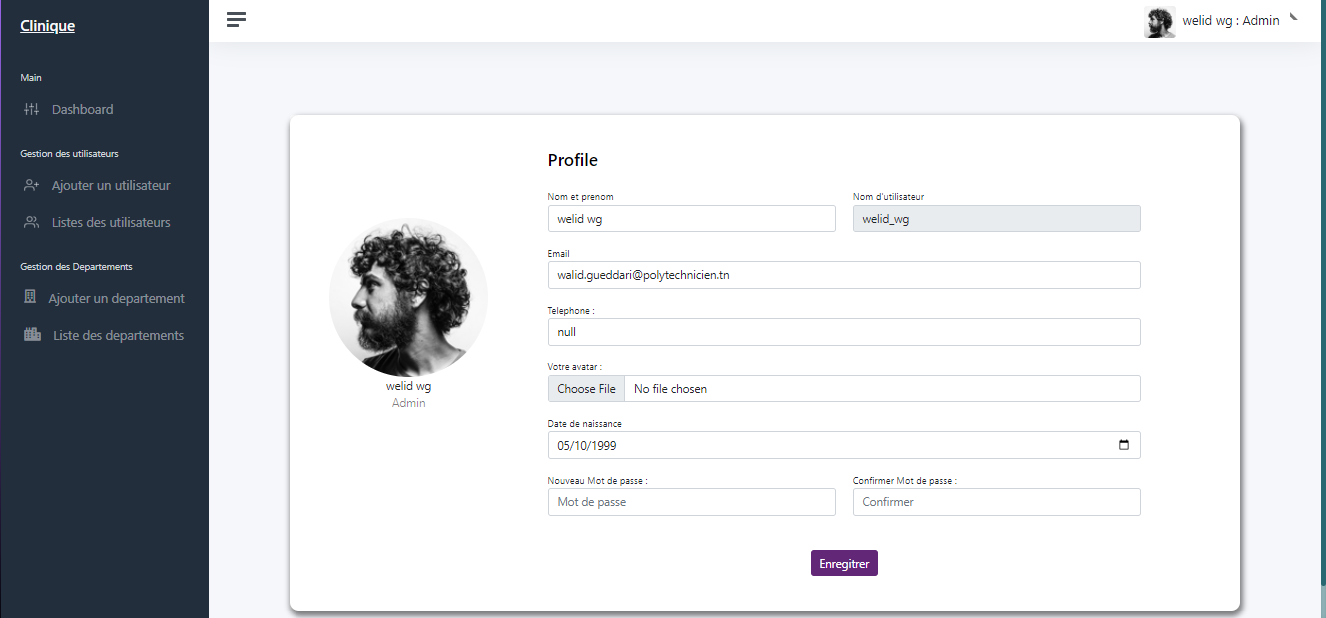 Clinique
welid wg : Admin
Main
Dashboard
Gestion des utilisateurs
Ajouter un utilisateur
Listes des utilisateurs
Gestion des Departements
Ajouter un departement
Liste des departements
welid wg
Admin
Profile
Nom et prenom
Nom d'utilisateur
welid wg
welid_wg
Email
walid.gueddari@polytechnicien.tn
Telephone :
null
Votre avatar :
Choose File No file chosen
Date de naissance
05/10/1999
Nouveau Mot de passe :
Confirmer Mot de passe :
Mot de passe
Confirmer
Enregitrer